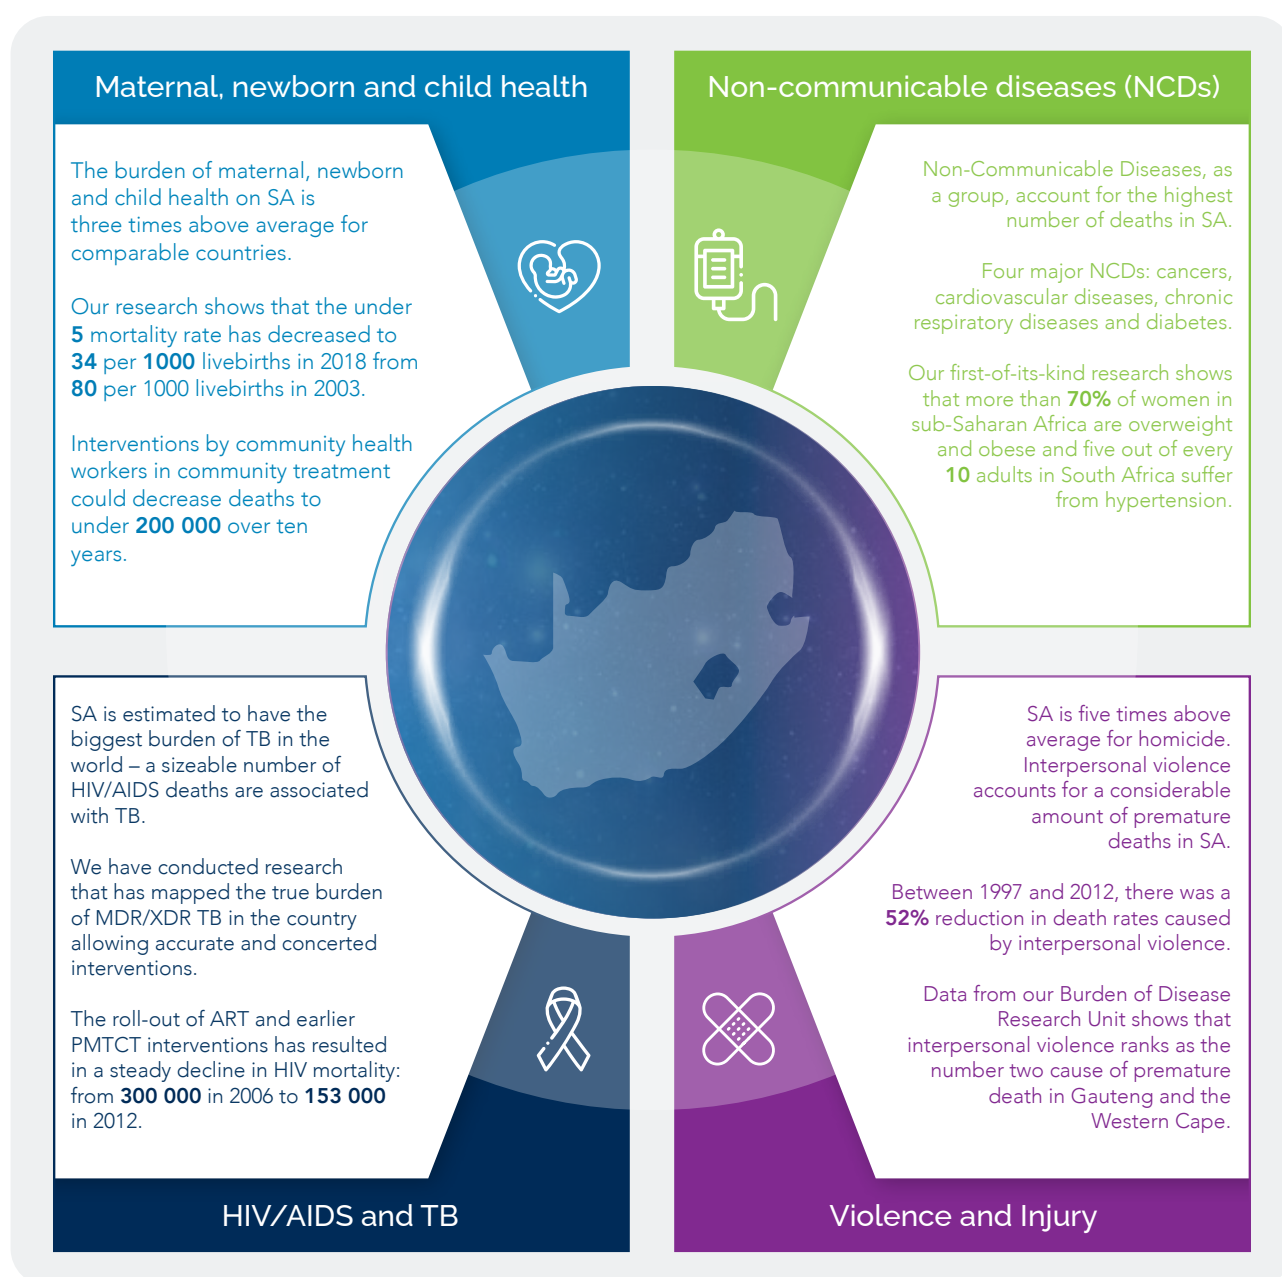 Maternal, newborn and child health
The burden of maternal, newborn
and child health on SA is
three times above average for
comparable countries.
Our research shows that the under
5 mortality rate has decreased to
34 per 1000 livebirths in 2018 from
80 per 1000 livebirths in 2003.
Interventions by community health
workers in community treatment
could decrease deaths to
under 200 000 over ten
years.
Non-communicable diseases (NCDs)
Non-Communicable Diseases, as
a group, account for the highest
number of deaths in SA.
Four major NCDs: cancers,
cardiovascular diseases, chronic
respiratory diseases and diabetes.
Our first-of-its-kind research shows
that more than 70% of women in
sub-Saharan Africa are overweight
and obese and five out of every
10 adults in South Africa suffer
from hypertension.
SA is estimated to have the
biggest burden of TB in the
world – a sizeable number of
HIV/AIDS deaths are associated
with TB.
We have conducted research
that has mapped the true burden
of MDR/XDR TB in the country
allowing accurate and concerted
interventions.
The roll-out of ART and earlier
PMTCT interventions has resulted
in a steady decline in HIV mortality:
from 300 000 in 2006 to 153 000
in 2012.
HIV/AIDS and TB
SA is five times above
average for homicide.
Interpersonal violence
accounts for a considerable
amount of premature
deaths in SA.
Between 1997 and 2012, there was a
52% reduction in death rates caused
by interpersonal violence.
Data from our Burden of Disease
Research Unit shows that
interpersonal violence ranks as the
number two cause of premature
death in Gauteng and the
Western Cape.
Violence and Injury